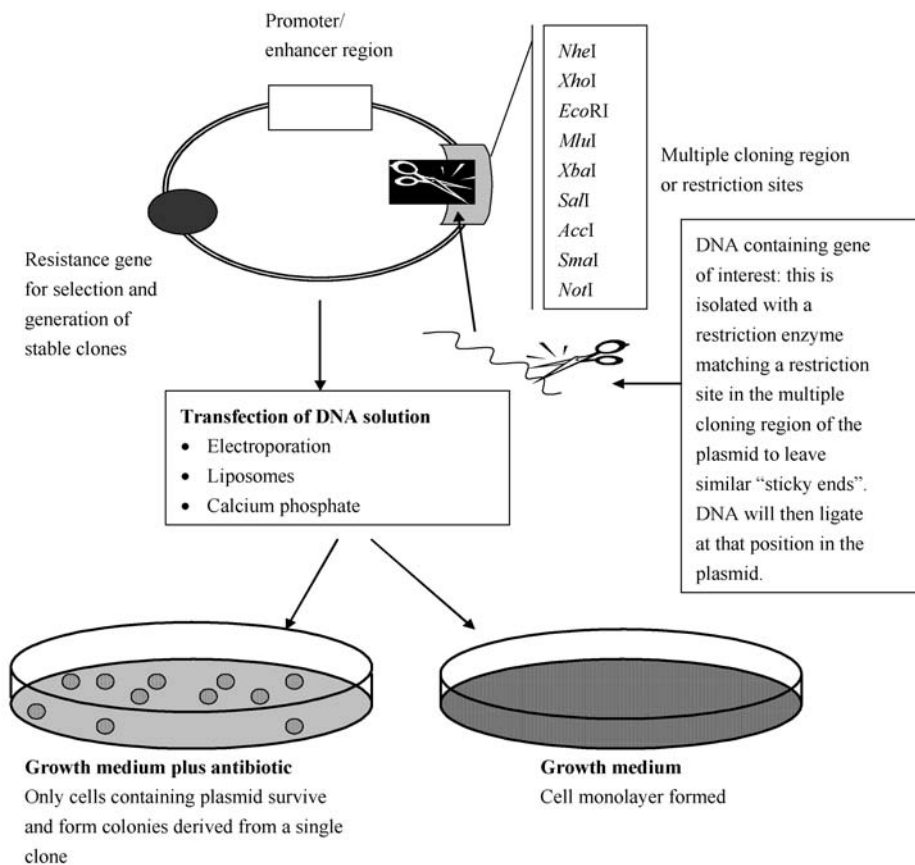 Promoter/
enhancer region
NheI
XhoI
EcoRI
MluI
XbaI
SalI
AccI
SmaI
NotI
Multiple cloning region
or restriction sites
Resistance gene
for selection and
generation of
stable clones
DNA containing gene
of interest: this is
isolated with a
restriction enzyme
matching a restriction
site in the multiple
cloning region of the
plasmid to leave
similar “sticky ends”.
DNA will then ligate
at that position in the
plasmid.
Transfection of DNA solution
• Electroporation
• Liposomes
• Calcium phosphate
Growth medium plus antibiotic
Only cells containing plasmid survive
and form colonies derived from a single
clone
Growth medium
Cell monolayer formed